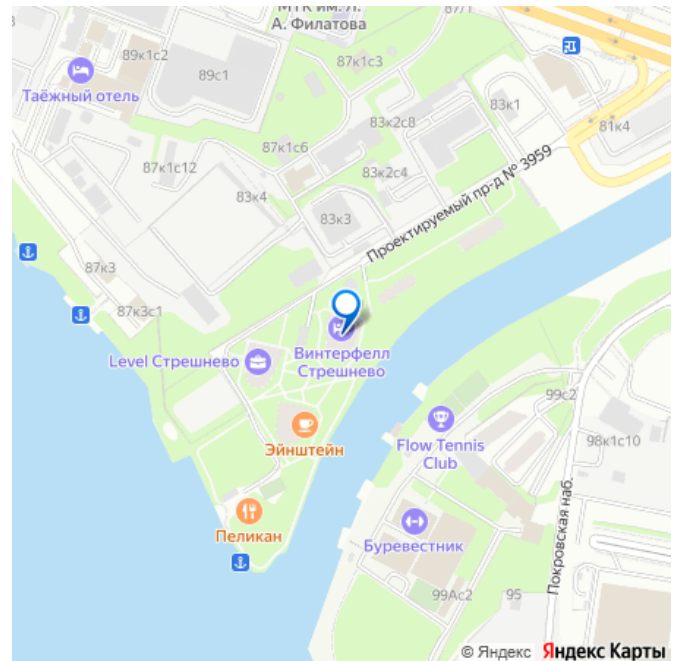 МТК им. Л.
А. Филатова
87/1
89к1с2
87к1с3
89с1
Таёжный отель
83к1
83к2с8
81к4
87к1с6
87к1с12
83к2с4
Проектируемый пр-д № 3959
83к4
83к3
87к3
87к3с1
Level Стрешнево
Винтерфелл
Стрешнево
99с2
Эйнштейн
Flow Tennis
Club
98к1с10
Пеликан
Буревестник
Покровская наб.
99Ас2
95
© Яндекс Яндекс Карты